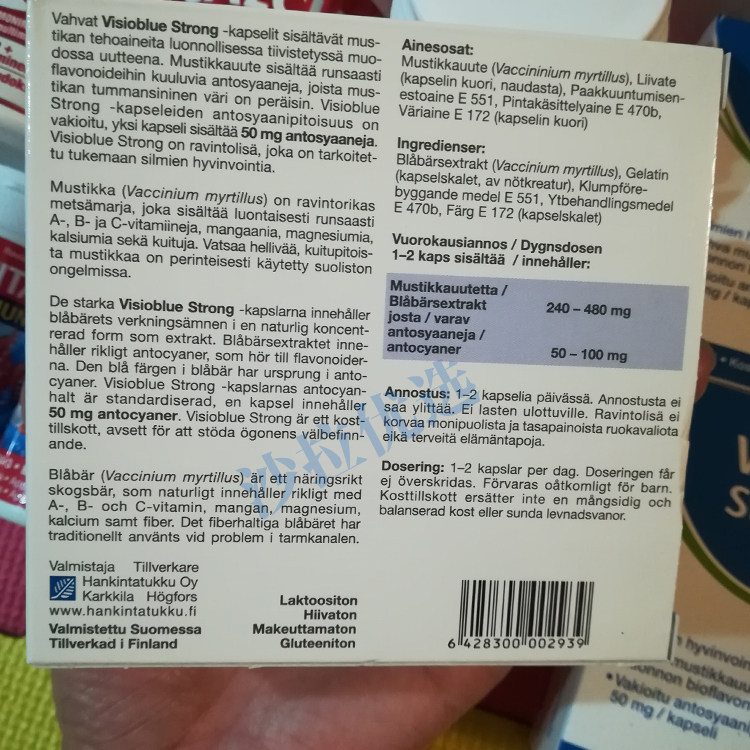 Vahvat Visioblue Strong -kapselit sisältävät mus-
tikan tehoaineita luonnollisessa tiivistetyssä muo-
dossa uutteena. Mustikkauute sisältää runsaasti
flavonoideihin kuuluvia antosyaaneja, joista mus-
tikan tummansininen väri on peräisin. Visioblue
Strong -kapseleiden antosyaanipitoisuus on
vakioitu, yksi kapseli sisältää 50 mg antosyaaneja.
Visioblue Strong on ravintolisä, joka on tarkoitet-
tu tukemaan silmien hyvinvointia.
Mustikka (Vaccinium myrtillus) on ravintorikas
metsämarja, joka sisältää luontaisesti runsaasti
A-, B- ja C-vitamiineja, mangaania, magnesiumia,
kalsiumia sekä kuituja. Vatsaa hellivää, kuitupitois-
ta mustikkaa on perinteisesti käytetty suoliston
ongelmissa.
De starka Visioblue Strong -kapslarna innehåller
blåbärets verkningsämnen i en naturlig koncent-
rerad form som extrakt. Blåbärsextraktet inne-
håller rikligt antocyaner, som hör till flavonoider-
na. Den blå färgen i blåbär har ursprung i anto-
cyaner. Visioblue Strong -kapslarnas antocyan-
halt är standardiserad, en kapsel innehåller
50 mg antocyaner. Visioblue Strong är ett kost-
tillskott, avsett för att stöda ögonens välbefinn-
ande.
Blåbär (Vaccinium myrtillus) är ett näringsrikt
skogsbär, som naturligt innehåller rikligt med
A-, B- och C-vitamin, mangan, magnesium,
kalcium samt fiber. Det fiberhaltiga blåbäret har
traditionellt använts vid problem i tarmkanalen.
Valmistaja Tillverkare
Hankintatukku Oy
Karkkila Högfors
www.hankintatukku.fi
Valmistettu Suomessa
Tillverkad i Finland
Laktoositon
Hiivaton
Makeuttamaton
Gluteeniton
Ainesosat:
Mustikkauute (Vaccininium myrtillus), Liivate
(kapselin kuori, naudasta), Paakkuuntumisen-
estoaine E 551, Pintakäsittelyaine E 470b,
Väriaine E 172 (kapselin kuori)
Ingredienser:
Blåbärsextrakt (Vaccinium myrtillus), Gelatin
(kapselskalet, av nötkreatur), Klumpföre-
byggande medel E 551, Ytbehandlingsmedel
E 470b, Färg E 172 (kapselskalet)
Vuorokausiannos / Dygnsdosen
1–2 kaps sisältää / innehåller:
Mustikkauutetta /
Blåbärsextrakt 240 – 480 mg
josta / varav
antosyaaneja /
antocyaner 50 – 100 mg
Annostus: 1–2 kapselia päivässä. Annostusta ei
saa ylittää. Ei lasten ulottuville. Ravintolisä ei
korvaa monipuolista ja tasapainoista ruokavaliota
eikä terveitä elämäntapoja.
Dosering: 1–2 kapslar per dag. Doseringen får
ej överskridas. Förvaras oåtkomligt för barn.
Kosttillskott ersätter inte en mångsidig och
balanserad kost eller sunda levnadsvanor.
6 428300 002939
沙拉优选
hyvinvoin
mustikkauu
bioflavon
• Vakioitu antosyaan
50 mg / kapseli